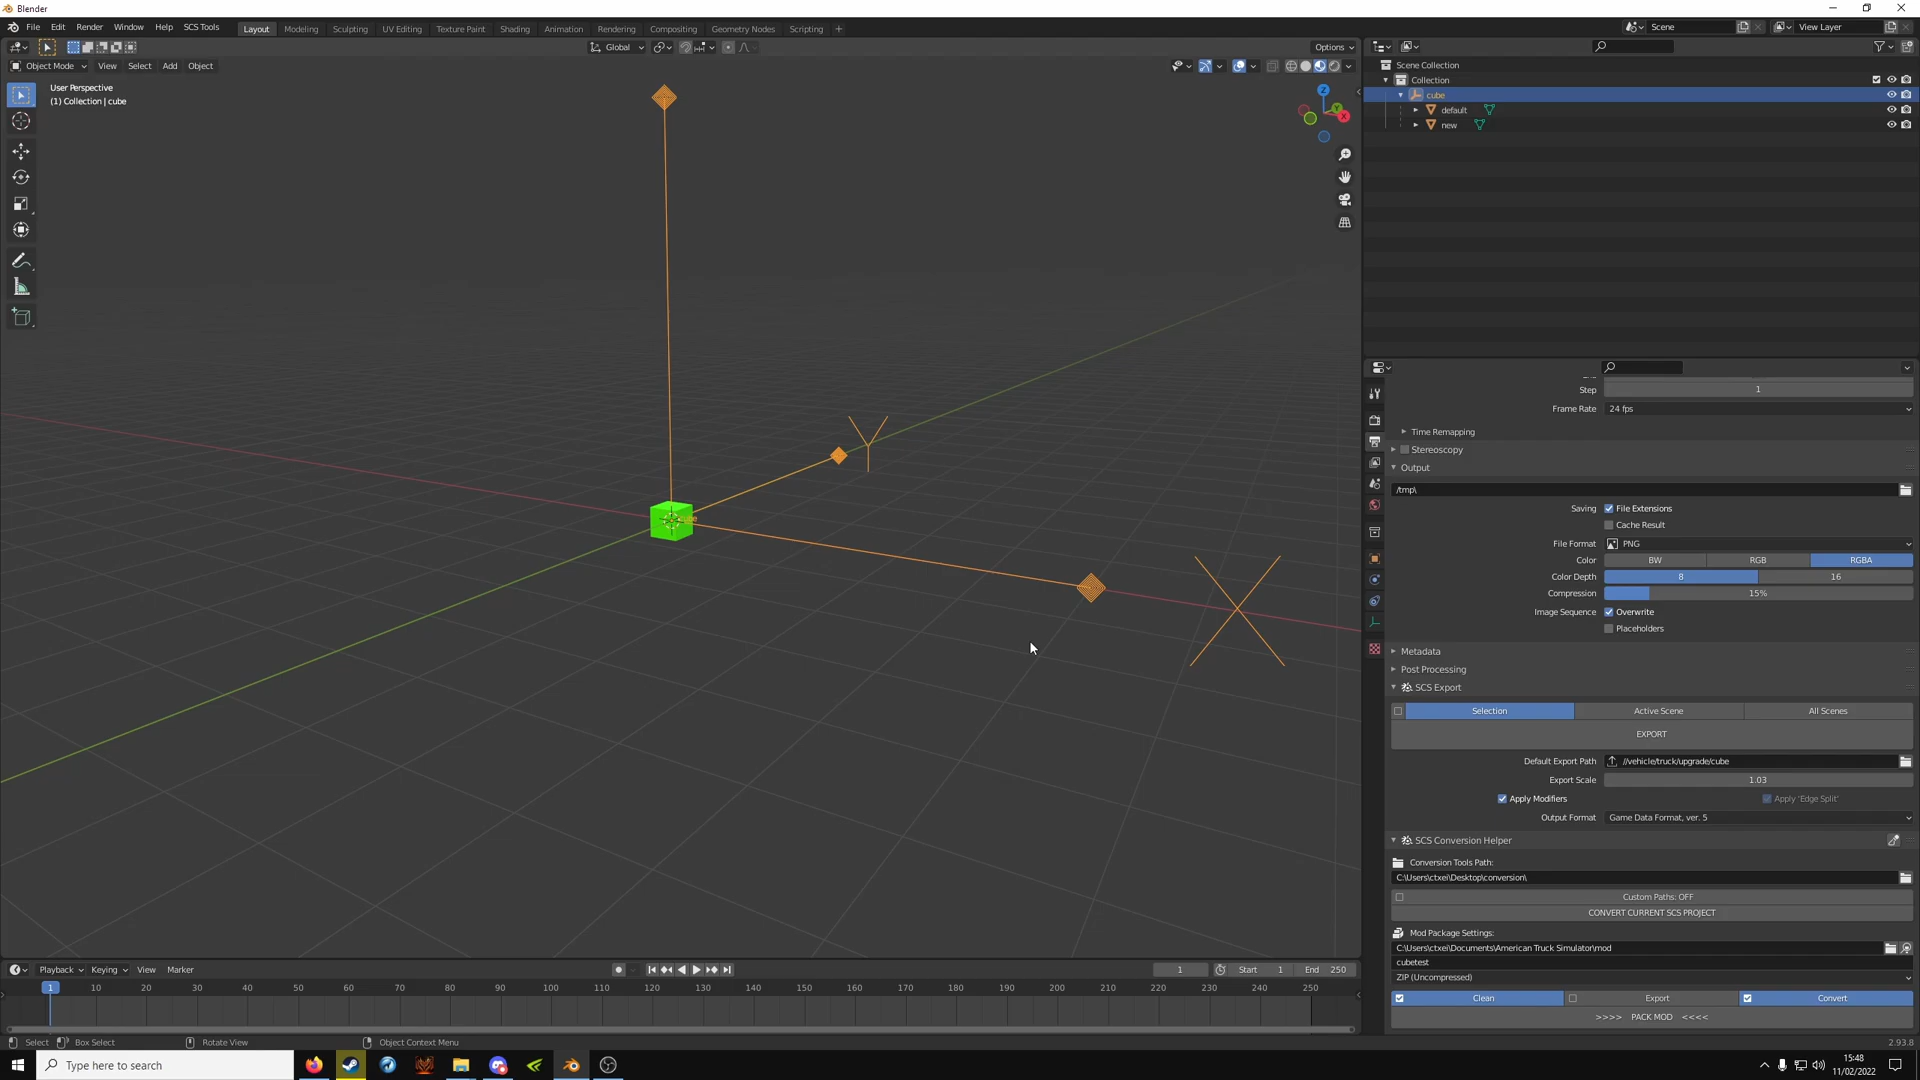 Blender
File Edit Render Window Help SCS Tools
Layout Modeling Sculpting UV Editing Texture Paint Shading Animation Rendering Compositing Geometry Nodes Scripting +
Scene
View Layer
Global
Options
Object Mode View Select Add Object
User Perspective
(1) Collection | cube
Z
Y
X
Y
X
cube
Scene Collection
Collection
cube
default
new
Step 1
Frame Rate 24 fps
Time Remapping
Stereoscopy
Output
/tmp\
Saving File Extensions
Cache Result
File Format PNG
Color BW RGB RGBA
Color Depth 8 16
Compression 15%
Image Sequence Overwrite
Placeholders
Metadata
Post Processing
SCS Export
Selection Active Scene All Scenes
EXPORT
Default Export Path //vehicle/truck/upgrade/cube
Export Scale 1.03
Apply Modifiers Apply 'Edge Split'
Output Format Game Data Format, ver. 5
SCS Conversion Helper
Conversion Tools Path:
C:\Users\ctxei\Desktop\conversion\
Custom Paths: OFF
CONVERT CURRENT SCS PROJECT
Mod Package Settings:
C:\Users\ctxei\Documents\American Truck Simulator\mod
cubetest
ZIP (Uncompressed)
Clean Export Convert
>>>> PACK MOD <<<<
Playback Keying View Marker
1 Start 1 End 250
1 10 20 30 40 50 60 70 80 90 100 110 120 130 140 150 160 170 180 190 200 210 220 230 240 250
Select Box Select Rotate View Object Context Menu
2.93.8
Type here to search
15:48
11/02/2022